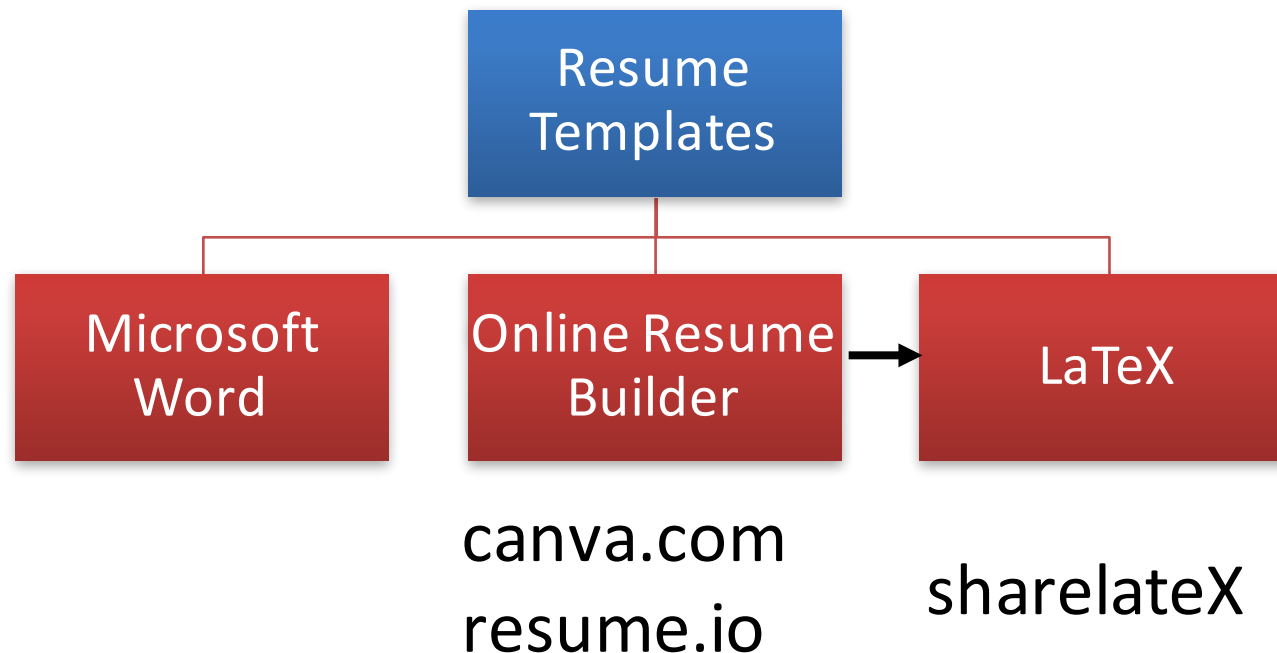 Resume
Templates
Microsoft
Word
Online Resume
Builder
LaTeX
canva.com
resume.io
sharelateX